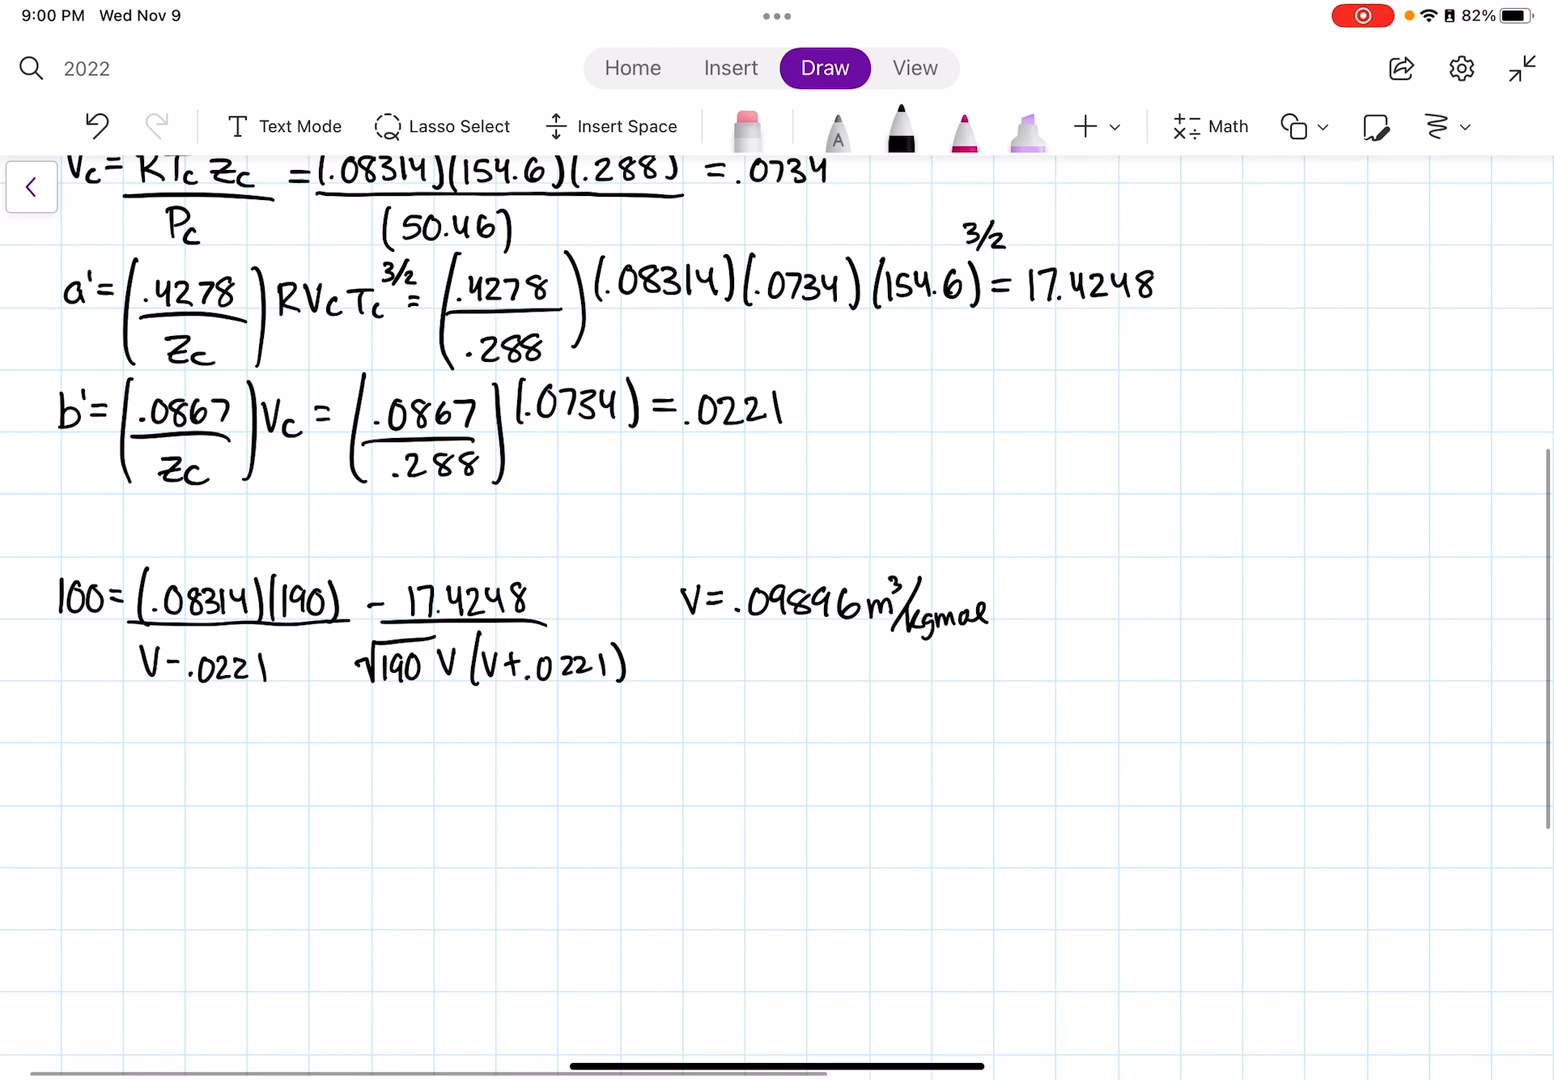 9:00 PM Wed Nov 9 82%
2022 Home Insert Draw View
T Text Mode Lasso Select Insert Space A Math
Vc = RTc Zc / Pc = (.08314)(154.6)(.288) / (50.46) = .0734
a' = (.4278 / Zc) RVc Tc^3/2 = (.4278 / .288)(.08314)(.0734)(154.6)^3/2 = 17.4248
b' = (.0867 / Zc) Vc = (.0867 / .288)(.0734) = .0221
100 = (.08314)(190) / V - .0221 - 17.4248 / √190 V (V + .0221) V = .09896 m³/kgmol